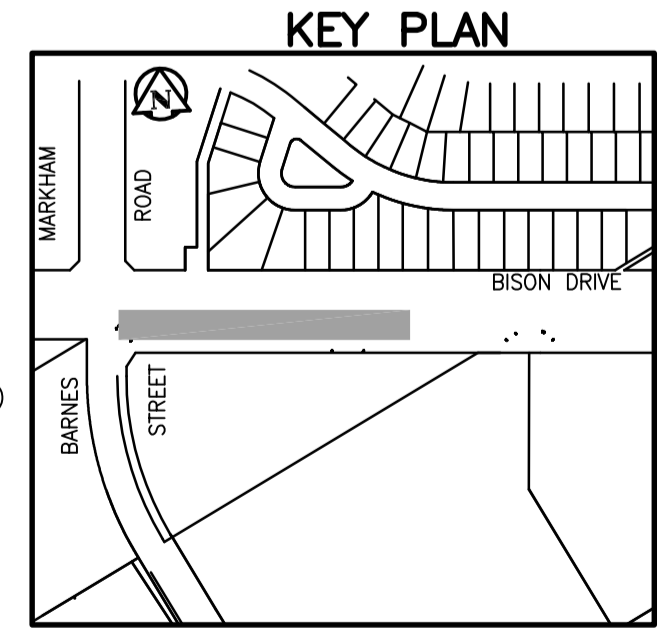 KEY PLAN
N
MARKHAM
ROAD
BISON DRIVE
BARNES
STREET